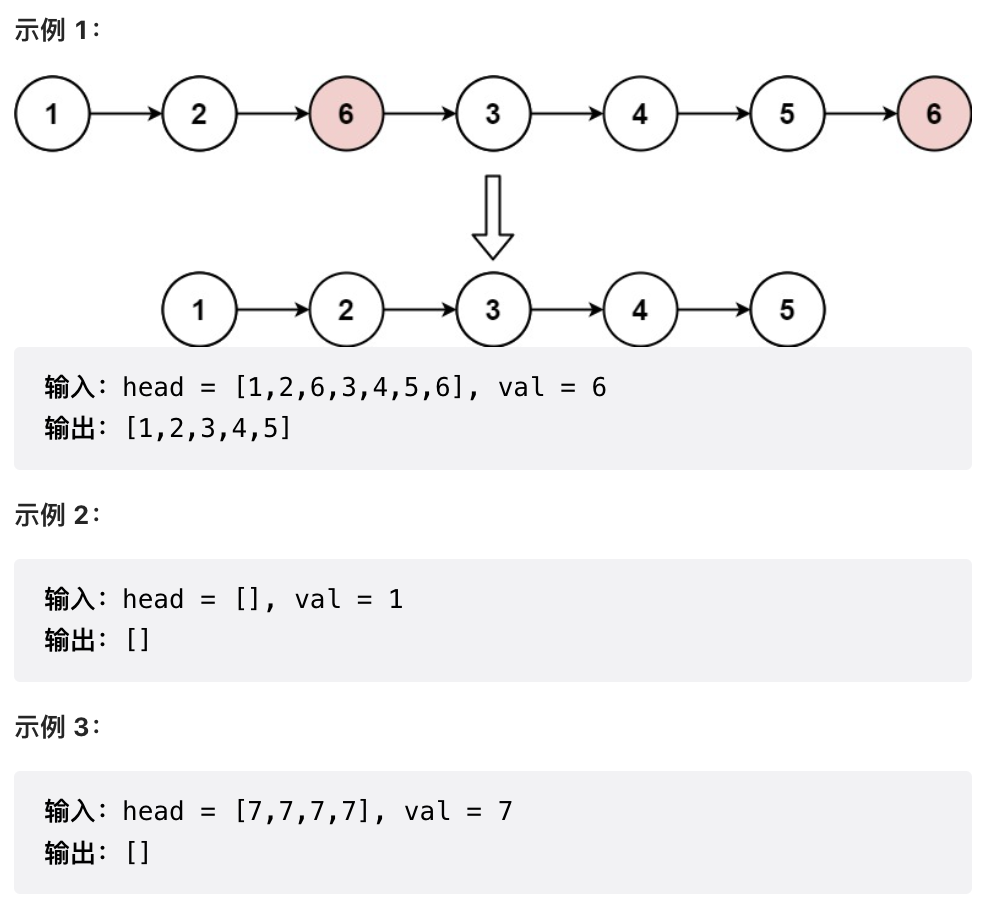 示例 1：
1 2 6 3 4 5 6
1 2 3 4 5
输入：head = [1,2,6,3,4,5,6], val = 6
输出：[1,2,3,4,5]
示例 2：
输入：head = [], val = 1
输出：[]
示例 3：
输入：head = [7,7,7,7], val = 7
输出：[]